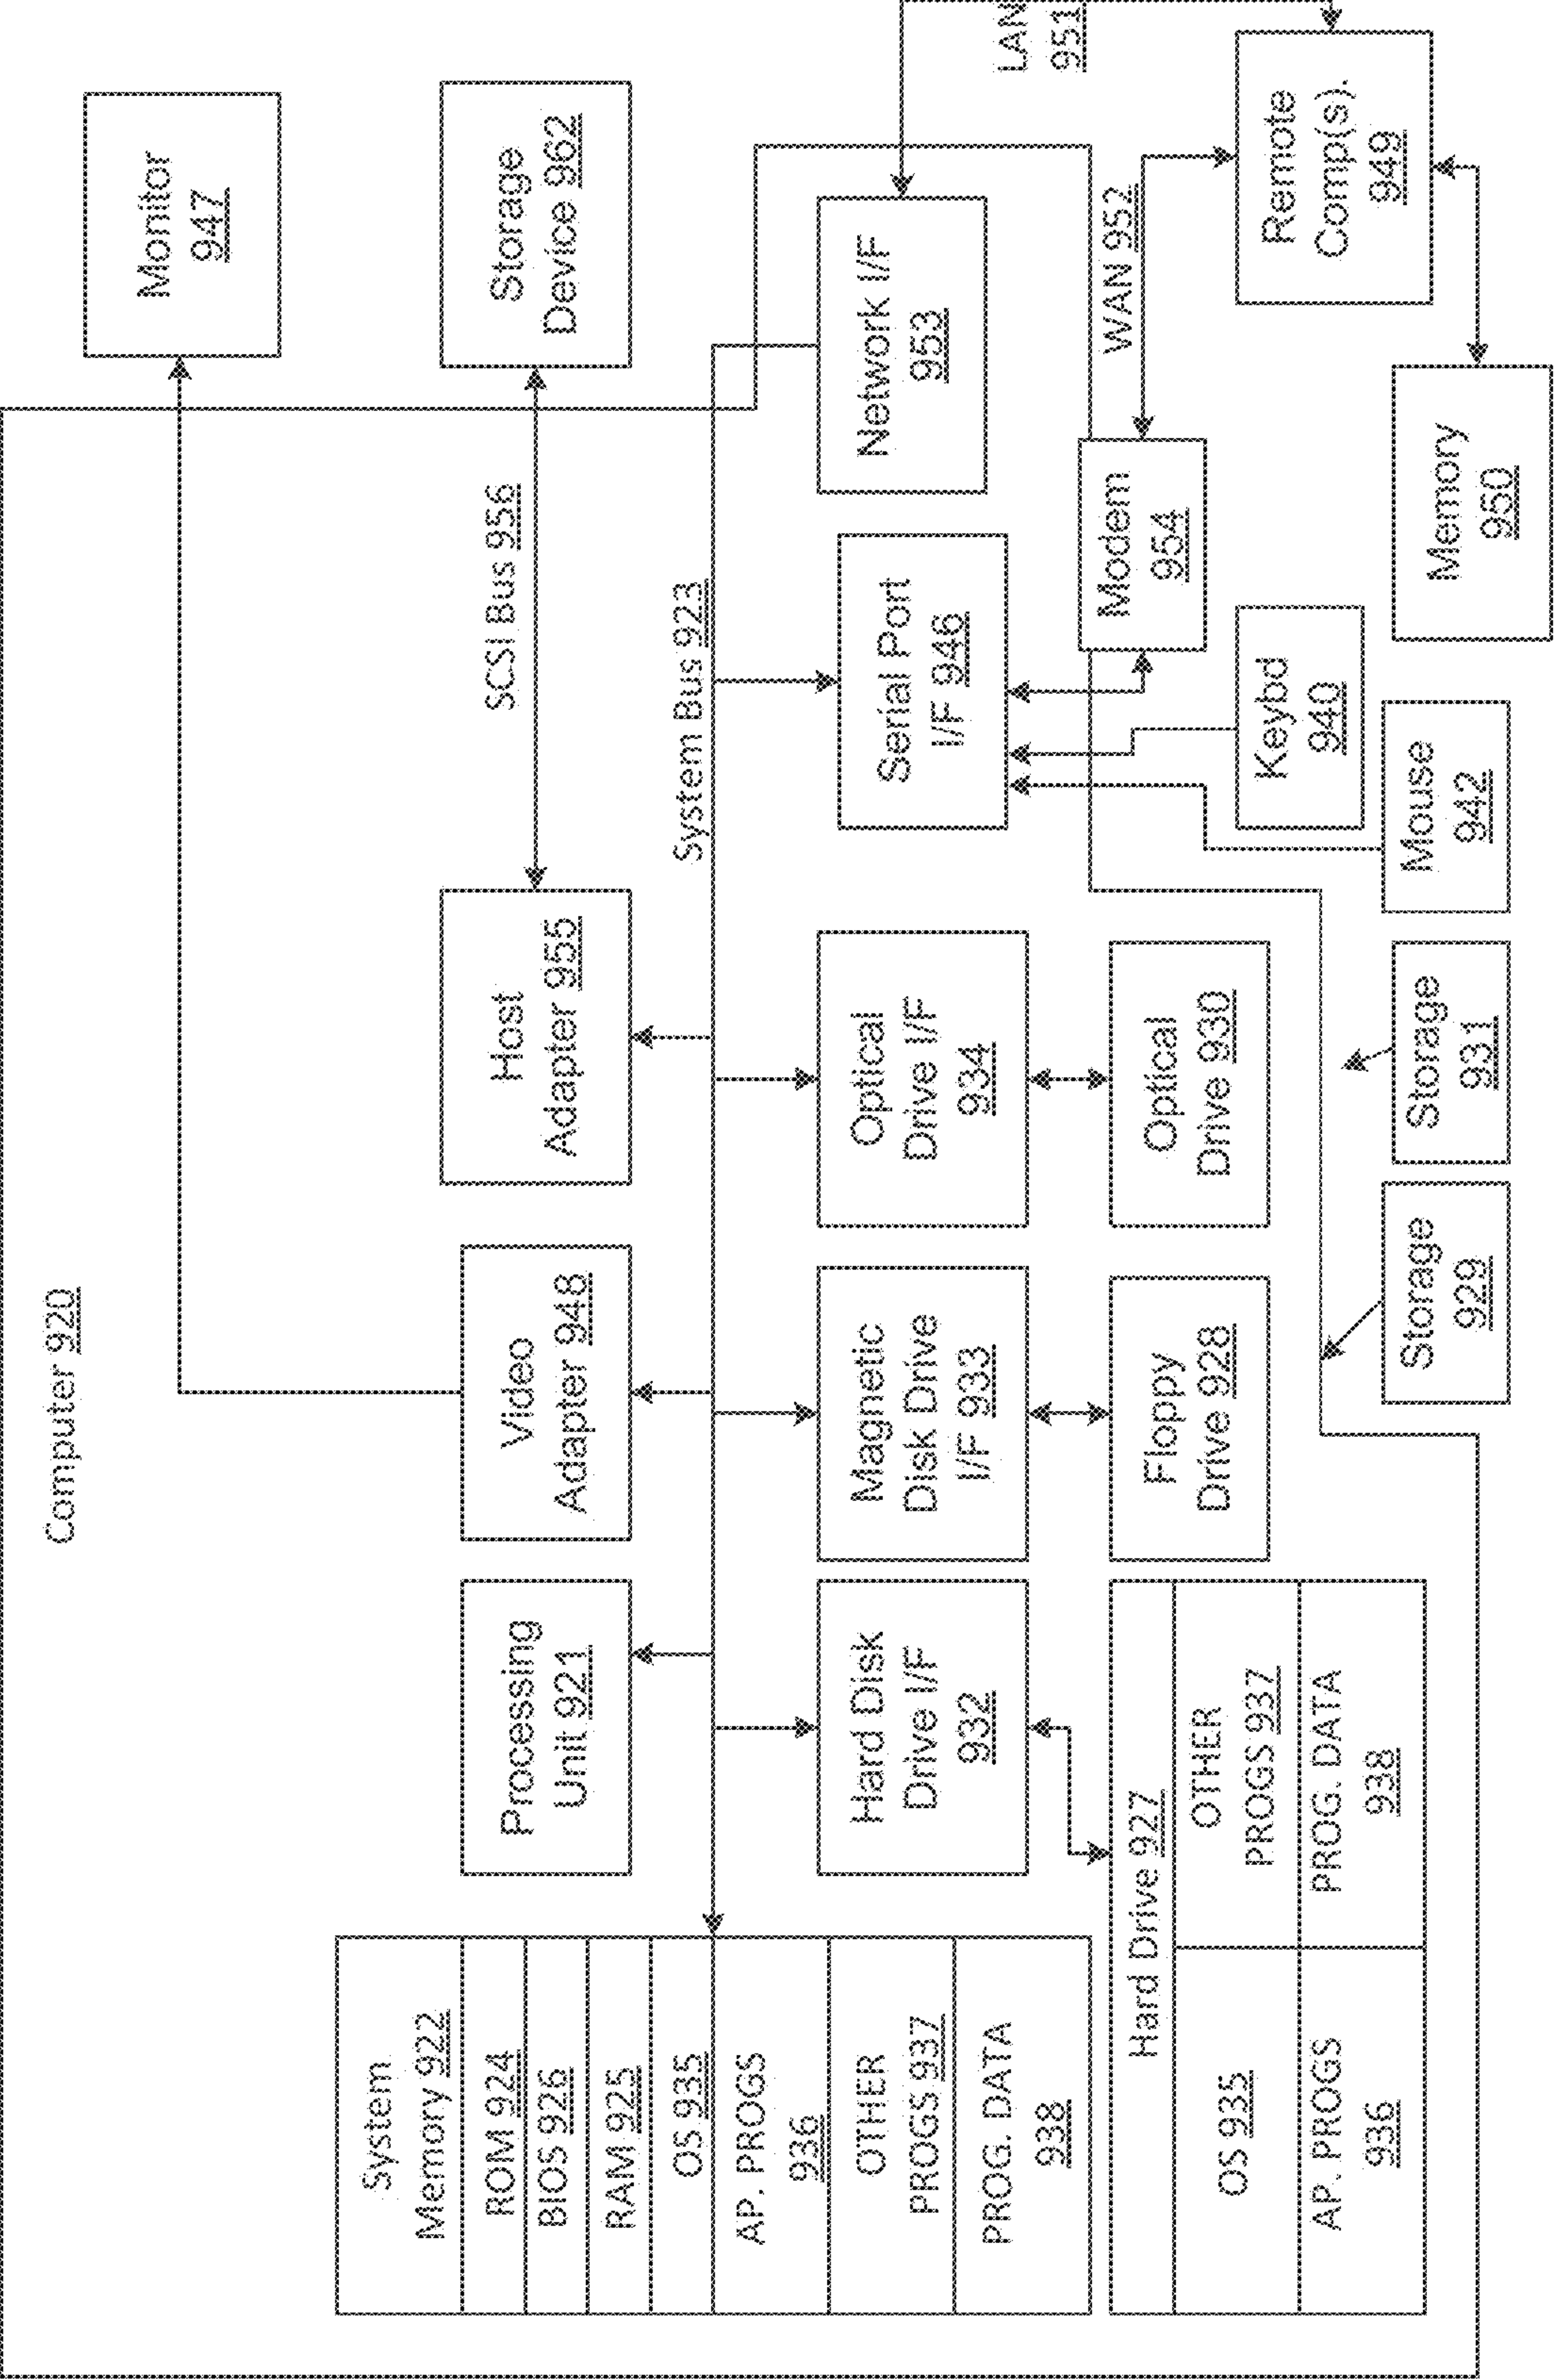 Computer 920
Monitor
947
Storage
Device 962
SCSI Bus 956
Host
Adapter 955
Video
Adapter 948
Processing
Unit 921
System
Memory 922
ROM 924
BIOS 926
RAM 925
OS 935
AP. PROGS
936
OTHER
PROGS 937
PROG. DATA
938
System Bus 923
Hard Disk
Drive I/F
932
Magnetic
Disk Drive
I/F 933
Optical
Drive I/F
934
Serial Port
I/F 946
Network I/F
953
LAN
951
Hard Drive 927
OS 935
OTHER
PROGS 937
AP. PROGS
936
PROG. DATA
938
Floppy
Drive 928
Optical
Drive 930
Modem
954
WAN 952
Remote
Comp(s).
949
Keybd
940
Mouse
942
Memory
950
Storage
929
Storage
931